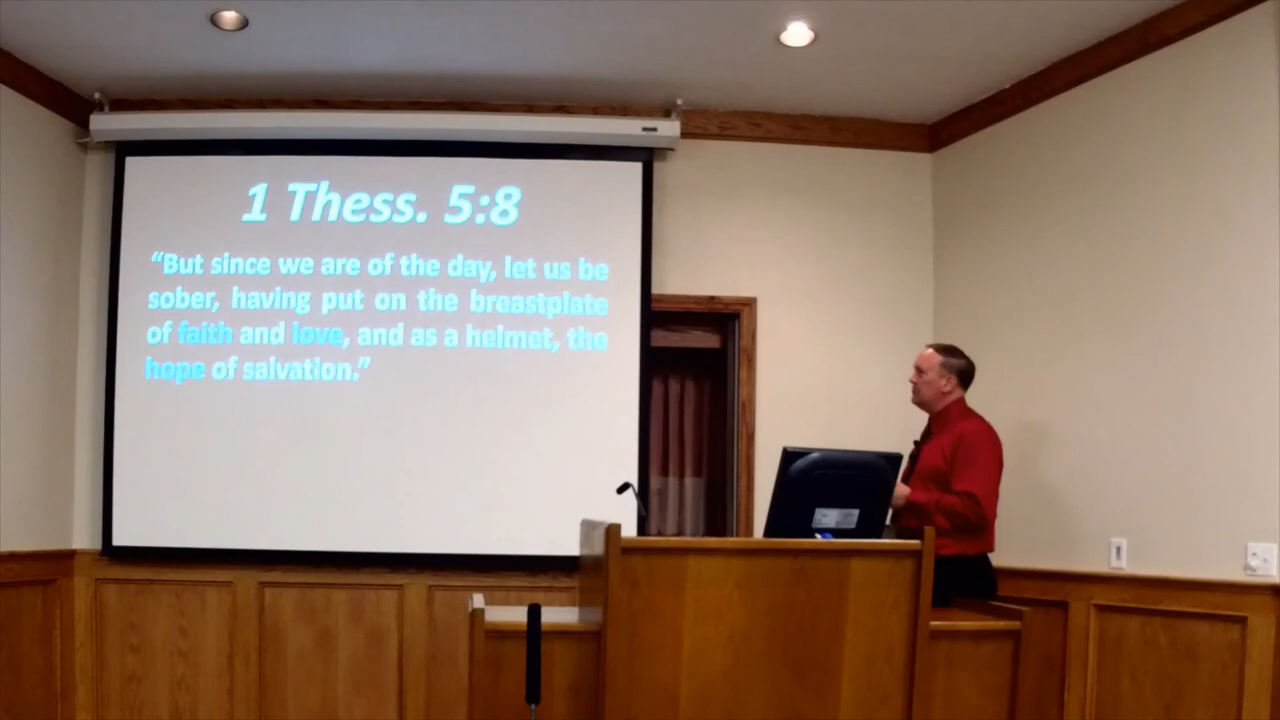 1 Thess. 5:8
“But since we are of the day, let us be
sober, having put on the breastplate
of faith and love, and as a helmet, the
hope of salvation.”